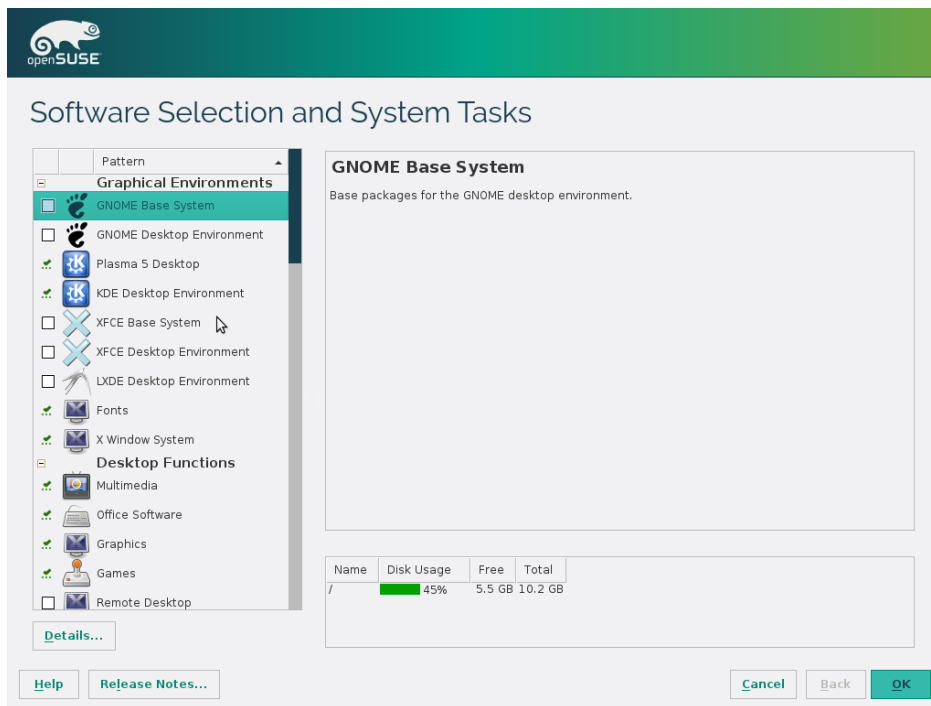 openSUSE
Software Selection and System Tasks
Pattern
Graphical Environments
GNOME Base System
GNOME Desktop Environment
Plasma 5 Desktop
KDE Desktop Environment
XFCE Base System
XFCE Desktop Environment
LXDE Desktop Environment
Fonts
X Window System
Desktop Functions
Multimedia
Office Software
Graphics
Games
Remote Desktop
GNOME Base System
Base packages for the GNOME desktop environment.
Name Disk Usage Free Total
/ 45% 5.5 GB 10.2 GB
Details...
Help Release Notes... Cancel Back OK